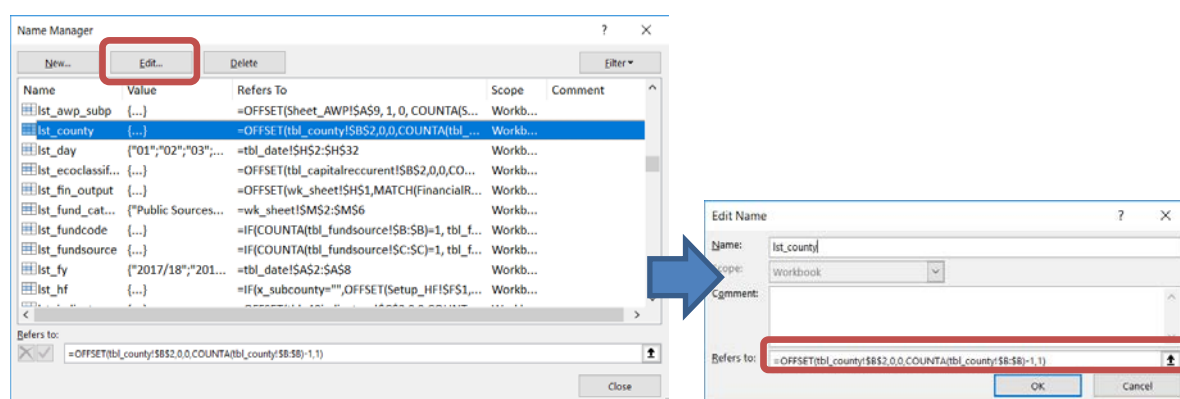 Name Manager ? ×
New... Edit... Delete Filter
Name Value Refers To Scope Comment
lst_awp_subp {...} =OFFSET(Sheet_AWP!$A$9, 1, 0, COUNTA(S... Workb...
lst_county {...} =OFFSET(tbl_county!$B$2,0,0,COUNTA(tbl_... Workb...
lst_day {"01";"02";"03";... =tbl_date!$H$2:$H$32 Workb...
lst_ecoclassif... {...} =OFFSET(tbl_capitalreccurent!$B$2,0,0,CO... Workb...
lst_fin_output {...} =OFFSET(wk_sheet!$H$1,MATCH(FinancialR... Workb...
lst_fund_cat... {"Public Sources... =wk_sheet!$M$2:$M$6 Workb...
lst_fundcode {...} =IF(COUNTA(tbl_fundsource!$B:$B)=1, tbl_f... Workb...
lst_fundsource {...} =IF(COUNTA(tbl_fundsource!$C:$C)=1, tbl_f... Workb...
lst_fy {"2017/18";"201... =tbl_date!$A$2:$A$8 Workb...
lst_hf {...} =IF(x_subcounty="",OFFSET(Setup_HF!$F$1,... Workb...
Refers to:
=OFFSET(tbl_county!$B$2,0,0,COUNTA(tbl_county!$B:$B)-1,1)
Close
Edit Name ? ×
Name: lst_county
Scope: Workbook
Comment:
Refers to: =OFFSET(tbl_county!$B$2,0,0,COUNTA(tbl_county!$B:$B)-1,1)
OK Cancel